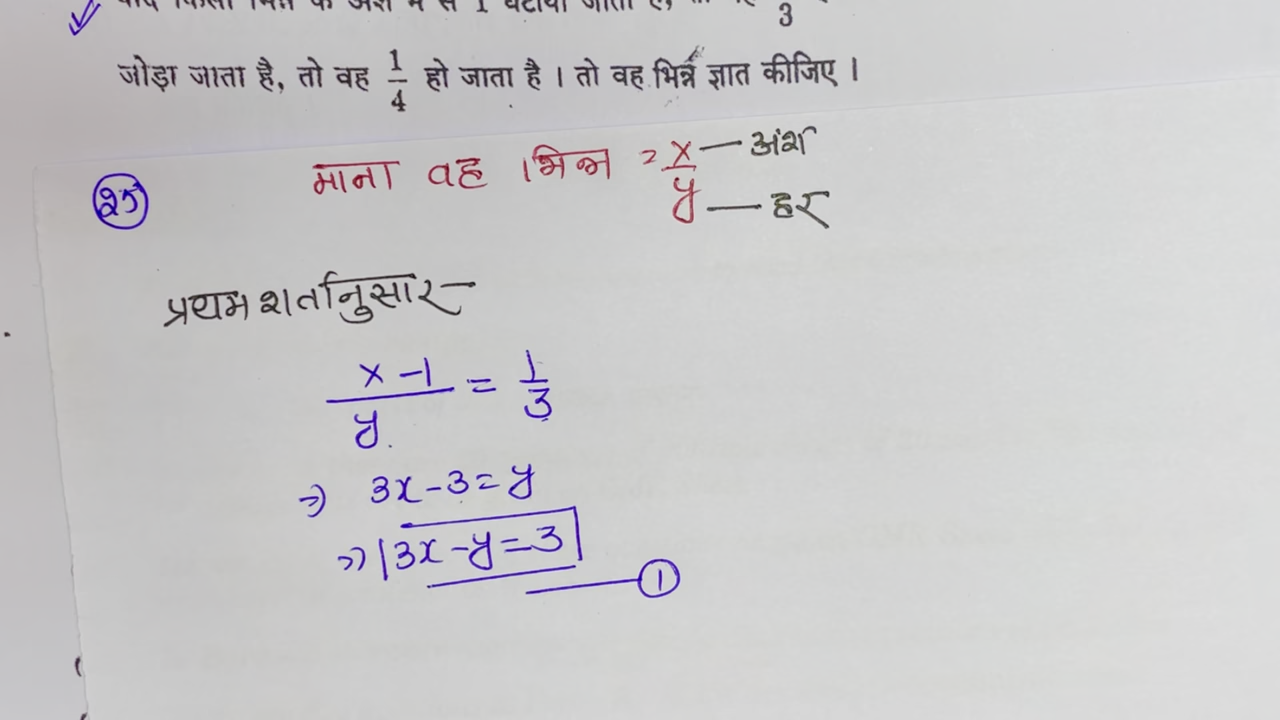 3
जोड़ा जाता है, तो वह 1/4 हो जाता है । तो वह भिन्न ज्ञात कीजिए ।
25
माना वह भिन्न = x/y
x — अंश
y — हर
प्रथम शर्तानुसार –
x - 1 / y = 1/3
⇒ 3x - 3 = y
⇒ 3x - y = 3 — 1